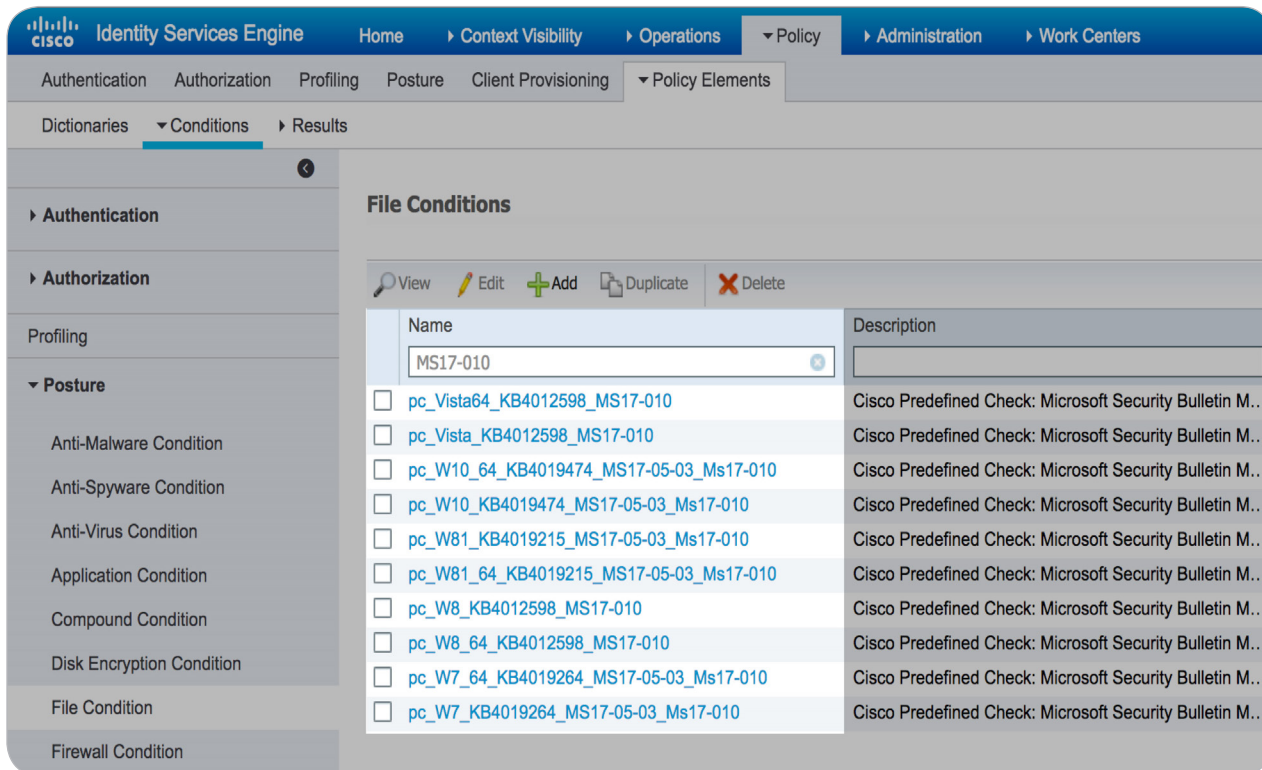 cisco Identity Services Engine Home Context Visibility Operations Policy Administration Work Centers
Authentication Authorization Profiling Posture Client Provisioning Policy Elements
Dictionaries Conditions Results
Authentication
Authorization
Profiling
Posture
Anti-Malware Condition
Anti-Spyware Condition
Anti-Virus Condition
Application Condition
Compound Condition
Disk Encryption Condition
File Condition
Firewall Condition
File Conditions
View Edit Add Duplicate Delete
Name Description
MS17-010
pc_Vista64_KB4012598_MS17-010 Cisco Predefined Check: Microsoft Security Bulletin M...
pc_Vista_KB4012598_MS17-010 Cisco Predefined Check: Microsoft Security Bulletin M...
pc_W10_64_KB4019474_MS17-05-03_Ms17-010 Cisco Predefined Check: Microsoft Security Bulletin M...
pc_W10_KB4019474_MS17-05-03_Ms17-010 Cisco Predefined Check: Microsoft Security Bulletin M...
pc_W81_KB4019215_MS17-05-03_Ms17-010 Cisco Predefined Check: Microsoft Security Bulletin M...
pc_W81_64_KB4019215_MS17-05-03_Ms17-010 Cisco Predefined Check: Microsoft Security Bulletin M...
pc_W8_KB4012598_MS17-010 Cisco Predefined Check: Microsoft Security Bulletin M...
pc_W8_64_KB4012598_MS17-010 Cisco Predefined Check: Microsoft Security Bulletin M...
pc_W7_64_KB4019264_MS17-05-03_Ms17-010 Cisco Predefined Check: Microsoft Security Bulletin M...
pc_W7_KB4019264_MS17-05-03_Ms17-010 Cisco Predefined Check: Microsoft Security Bulletin M...